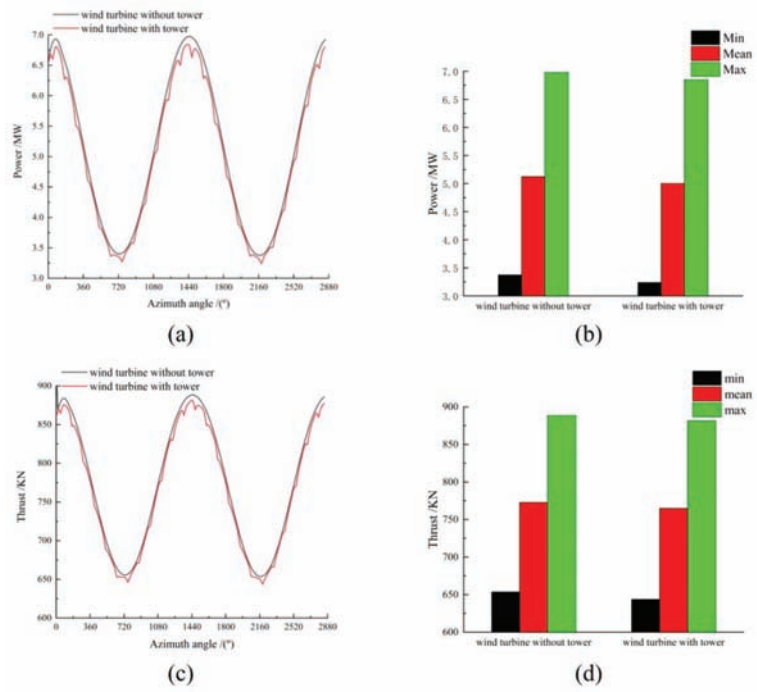 wind turbine without tower
wind turbine with tower
7.0
6.5
6.0
5.5
5.0
4.5
4.0
3.5
3.0
Power /MW
0 360 720 1080 1440 1800 2160 2520 2880
Azimuth angle /(°)
(a)
Min
Mean
Max
7.0
6.5
6.0
5.5
5.0
4.5
4.0
3.5
3.0
Power /MW
wind turbine without tower wind turbine with tower
(b)
wind turbine without tower
wind turbine with tower
900
850
800
750
700
650
600
Thrust /KN
0 360 720 1080 1440 1800 2160 2520 2880
Azimuth angle /(°)
(c)
min
mean
max
900
850
800
750
700
650
600
Thrust /KN
wind turbine without tower wind turbine with tower
(d)